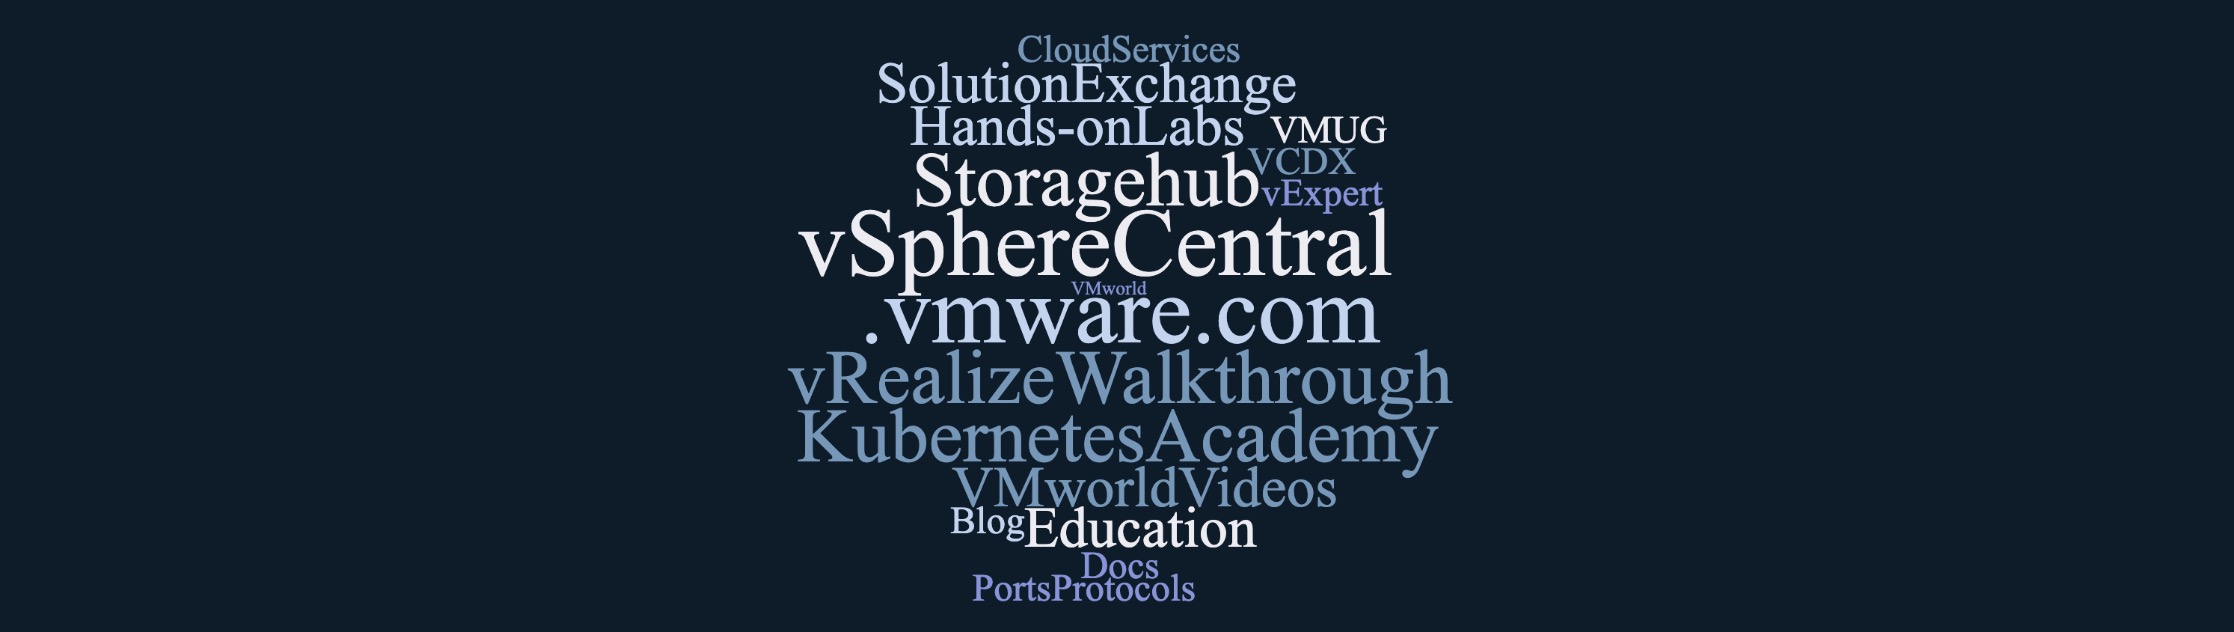 CloudServices
SolutionExchange
Hands-onLabs VMUG
VCDX
Storagehub vExpert
vSphereCentral
VMworld
.vmware.com
vRealizeWalkthrough
KubernetesAcademy
VMworldVideos
Blog Education
Docs
PortsProtocols